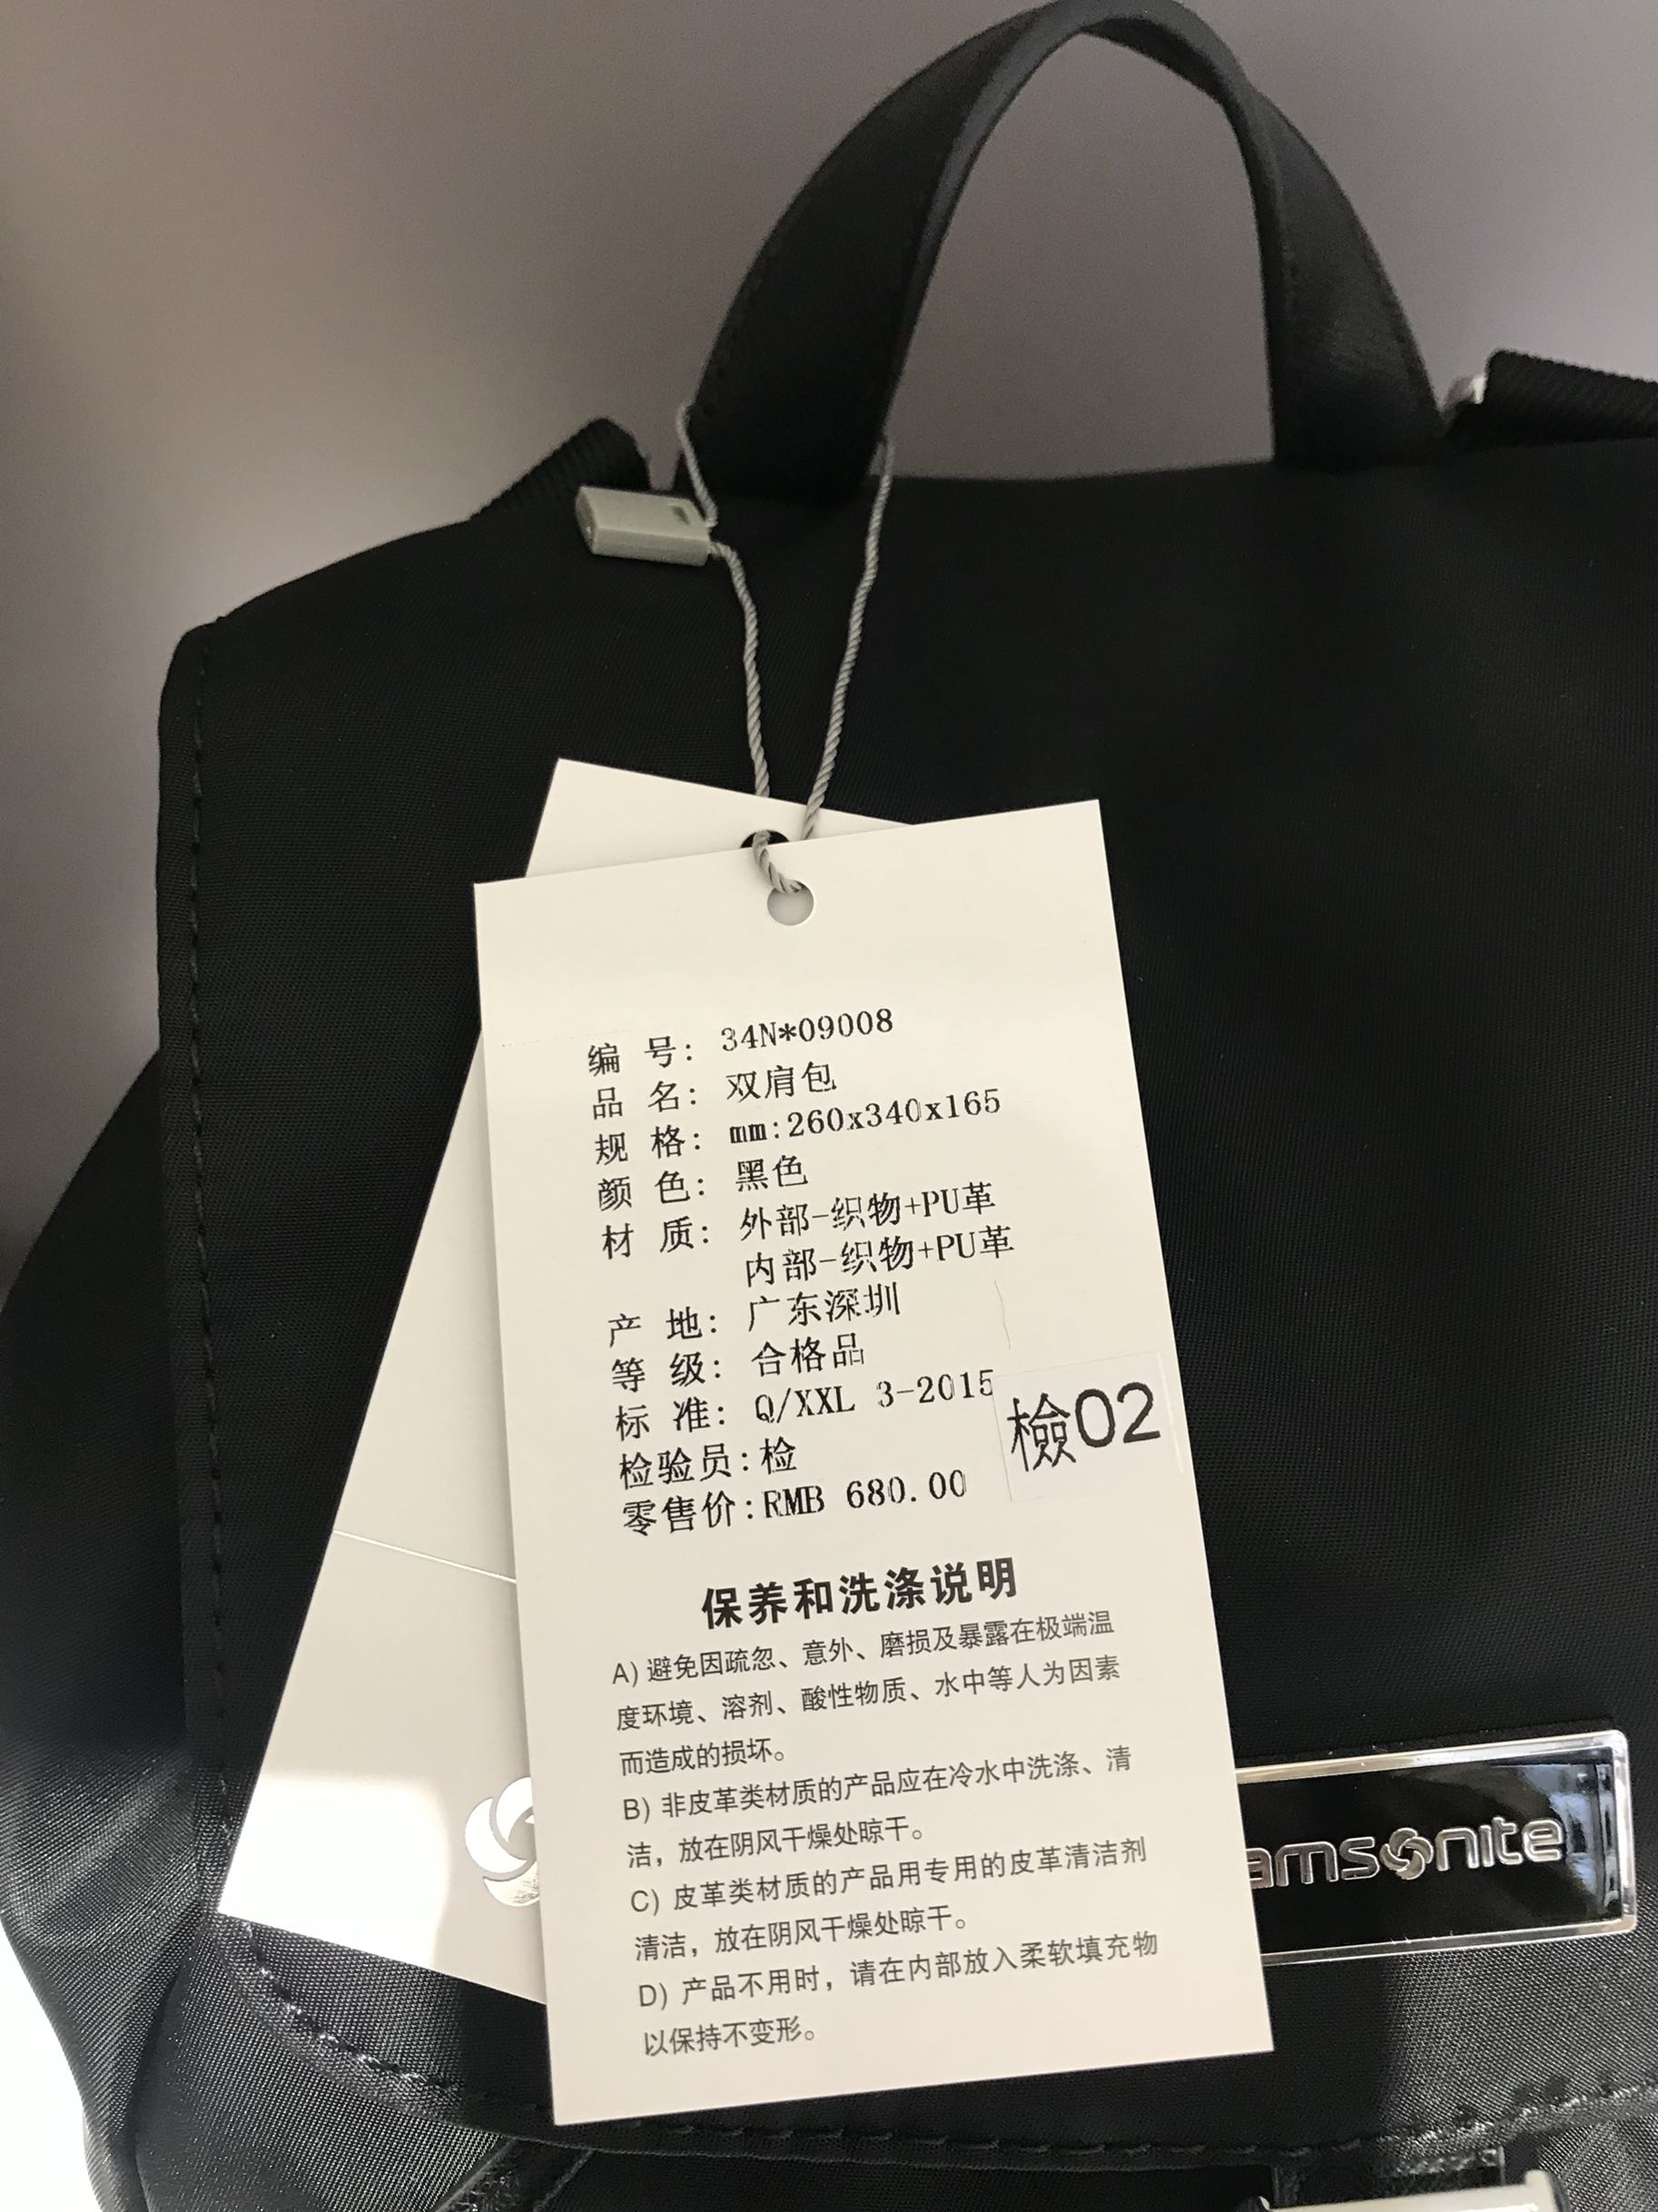 编 号: 34N*09008
品 名: 双肩包
规 格: mm:260x340x165
颜 色: 黑色
材 质: 外部-织物+PU革
内部-织物+PU革
产 地: 广东深圳
等 级: 合格品
标 准: Q/XXL 3-2015
檢02
检验员:检
零售价:RMB 680.00
保养和洗涤说明
A) 避免因疏忽、意外、磨损及暴露在极端温
度环境、溶剂、酸性物质、水中等人为因素
而造成的损坏。
B) 非皮革类材质的产品应在冷水中洗涤、清
洁，放在阴风干燥处晾干。
C) 皮革类材质的产品用专用的皮革清洁剂
清洁，放在阴风干燥处晾干。
D) 产品不用时，请在内部放入柔软填充物
以保持不变形。
amsonite